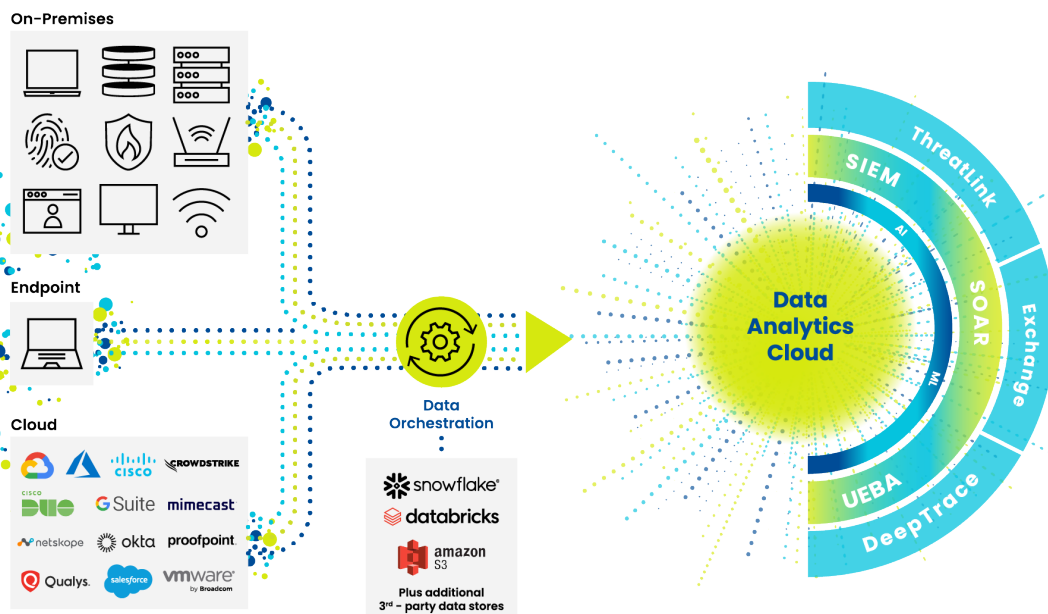 On-Premises
Endpoint
Cloud
CISCO
CROWDSTRIKE
CISCO
DUO
G Suite
mimecast
netskope
okta
proofpoint.
Qualys.
salesforce
vmware®
by Broadcom
Data
Orchestration
snowflake®
databricks
amazon
S3
Plus additional
3rd - party data stores
Data
Analytics
Cloud
AI
ML
SIEM
SOAR
UEBA
ThreatLink
Exchange
DeepTrace